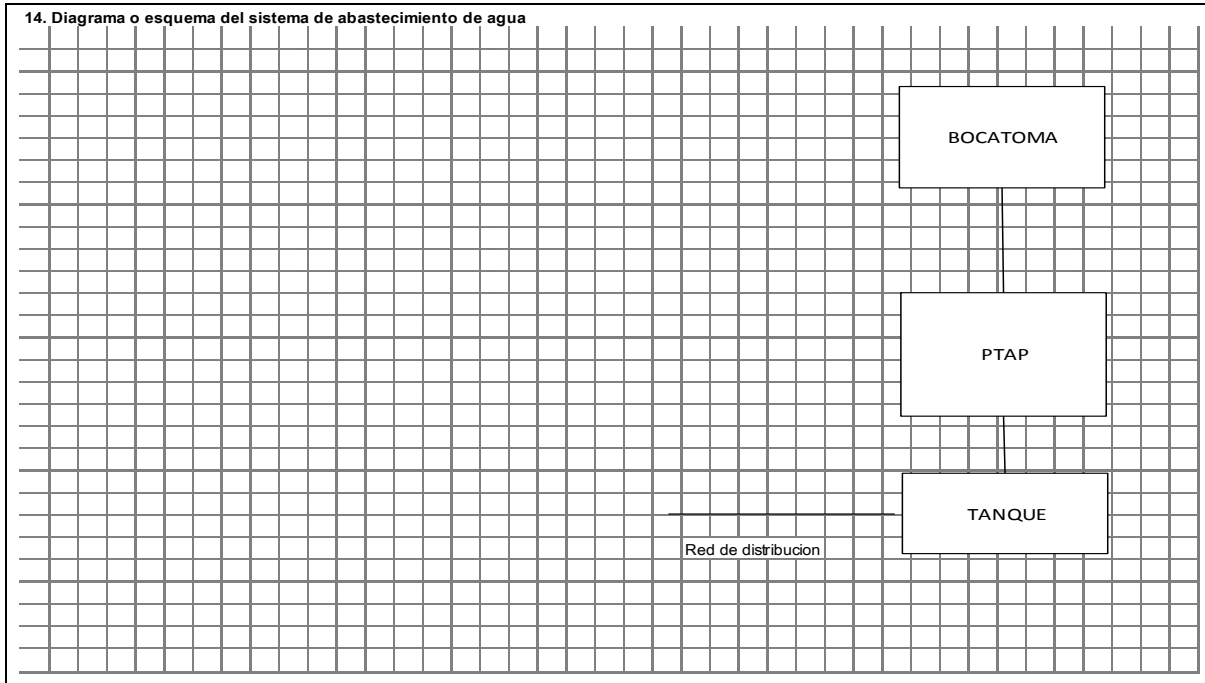 14. Diagrama o esquema del sistema de abastecimiento de agua
BOCATOMA
PTAP
TANQUE
Red de distribucion